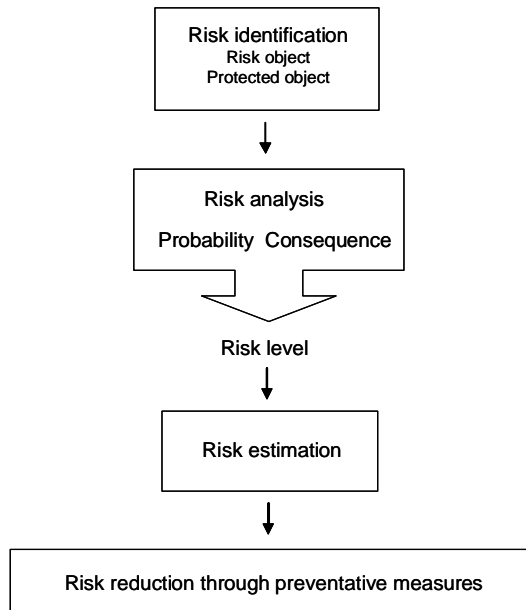 Risk identification
Risk object
Protected object
Risk analysis
Probability Consequence
Risk level
Risk estimation
Risk reduction through preventative measures